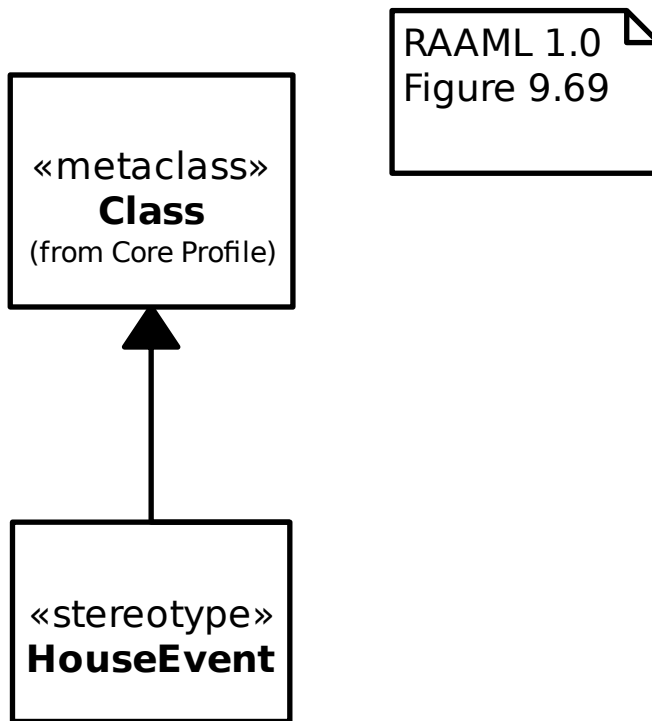 RAAML 1.0
Figure 9.69
«metaclass»
Class
(from Core Profile)
«stereotype»
HouseEvent